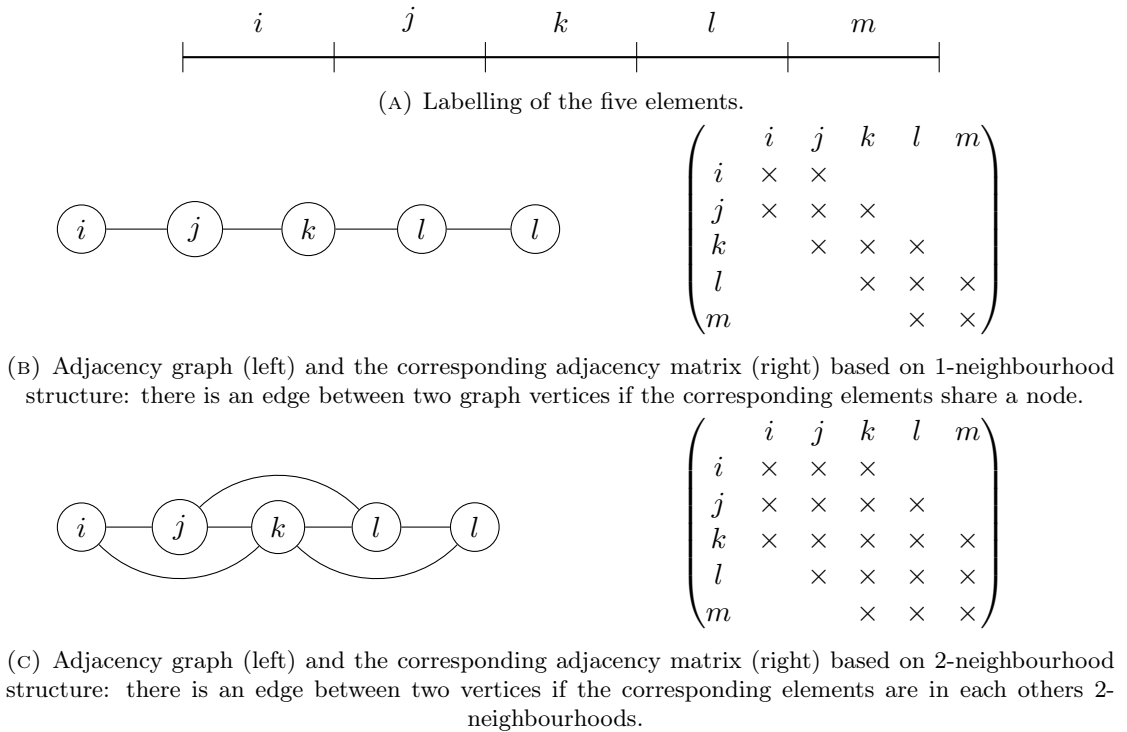 i j k l m
(A) Labelling of the five elements.
i j k l l
i j k l m
i × ×
j × × ×
k × × ×
l × × ×
m × ×
(B) Adjacency graph (left) and the corresponding adjacency matrix (right) based on 1-neighbourhood
structure: there is an edge between two graph vertices if the corresponding elements share a node.
i j k l l
i j k l m
i × × ×
j × × × ×
k × × × × ×
l × × × ×
m × × ×
(C) Adjacency graph (left) and the corresponding adjacency matrix (right) based on 2-neighbourhood
structure: there is an edge between two vertices if the corresponding elements are in each others 2-
neighbourhoods.